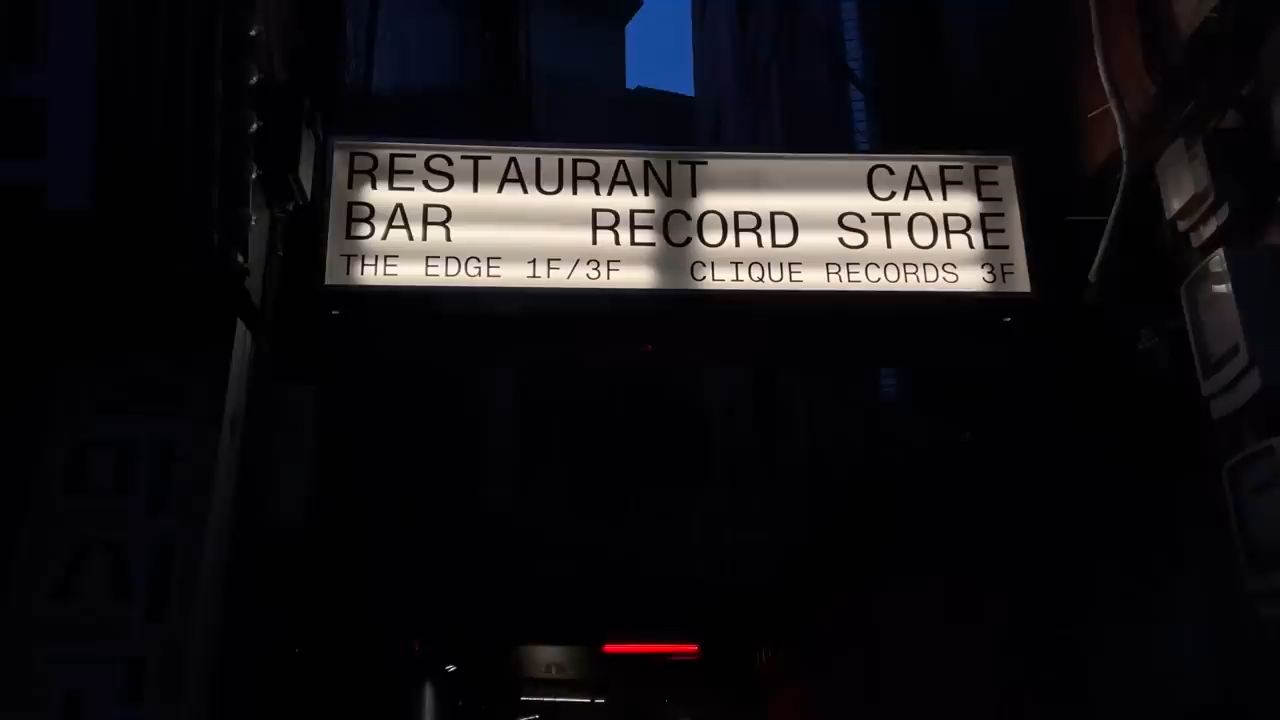 RESTAURANT CAFE
BAR RECORD STORE
THE EDGE 1F/3F CLIQUE RECORDS 3F